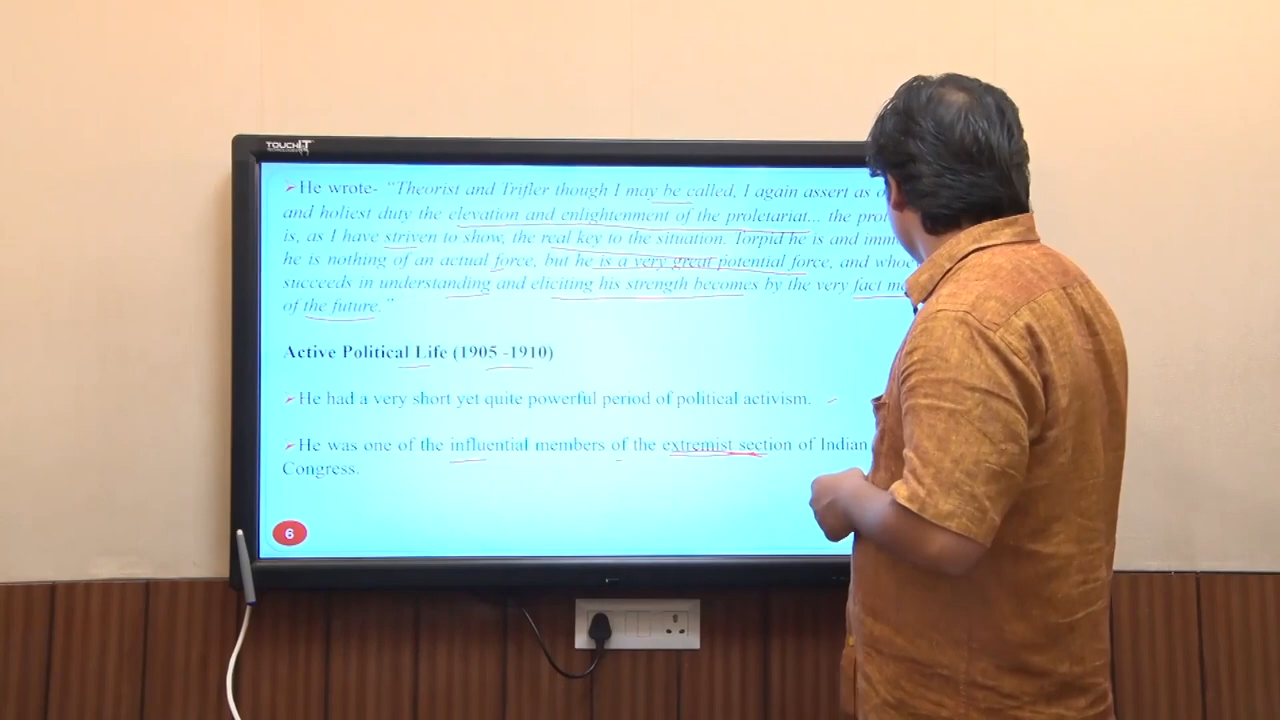 TOUCHIT
TECHNOLOGIES
➢He wrote- “Theorist and Trifler though I may be called, I again assert as
and holiest duty the elevation and enlightenment of the proletariat... the
is, as I have striven to show, the real key to the situation. Torpid he is and
he is nothing of an actual force, but he is a very great potential force, and
succeeds in understanding and eliciting his strength becomes by the very fact
of the future.”
Active Political Life (1905 -1910)
➢He had a very short yet quite powerful period of political activism.
➢He was one of the influential members of the extremist section of Indian
Congress.
6